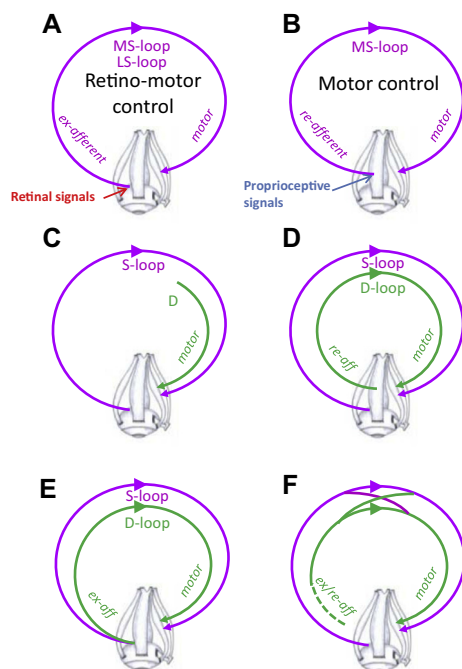 A
MS-loop
LS-loop
Retino-motor
control
ex-afferent
motor
Retinal signals
B
MS-loop
Motor control
re-afferent
motor
Proprioceptive
signals
C
S-loop
D
motor
D
S-loop
D-loop
re-aff
motor
E
S-loop
D-loop
ex-aff
motor
F
ex/re-aff
motor